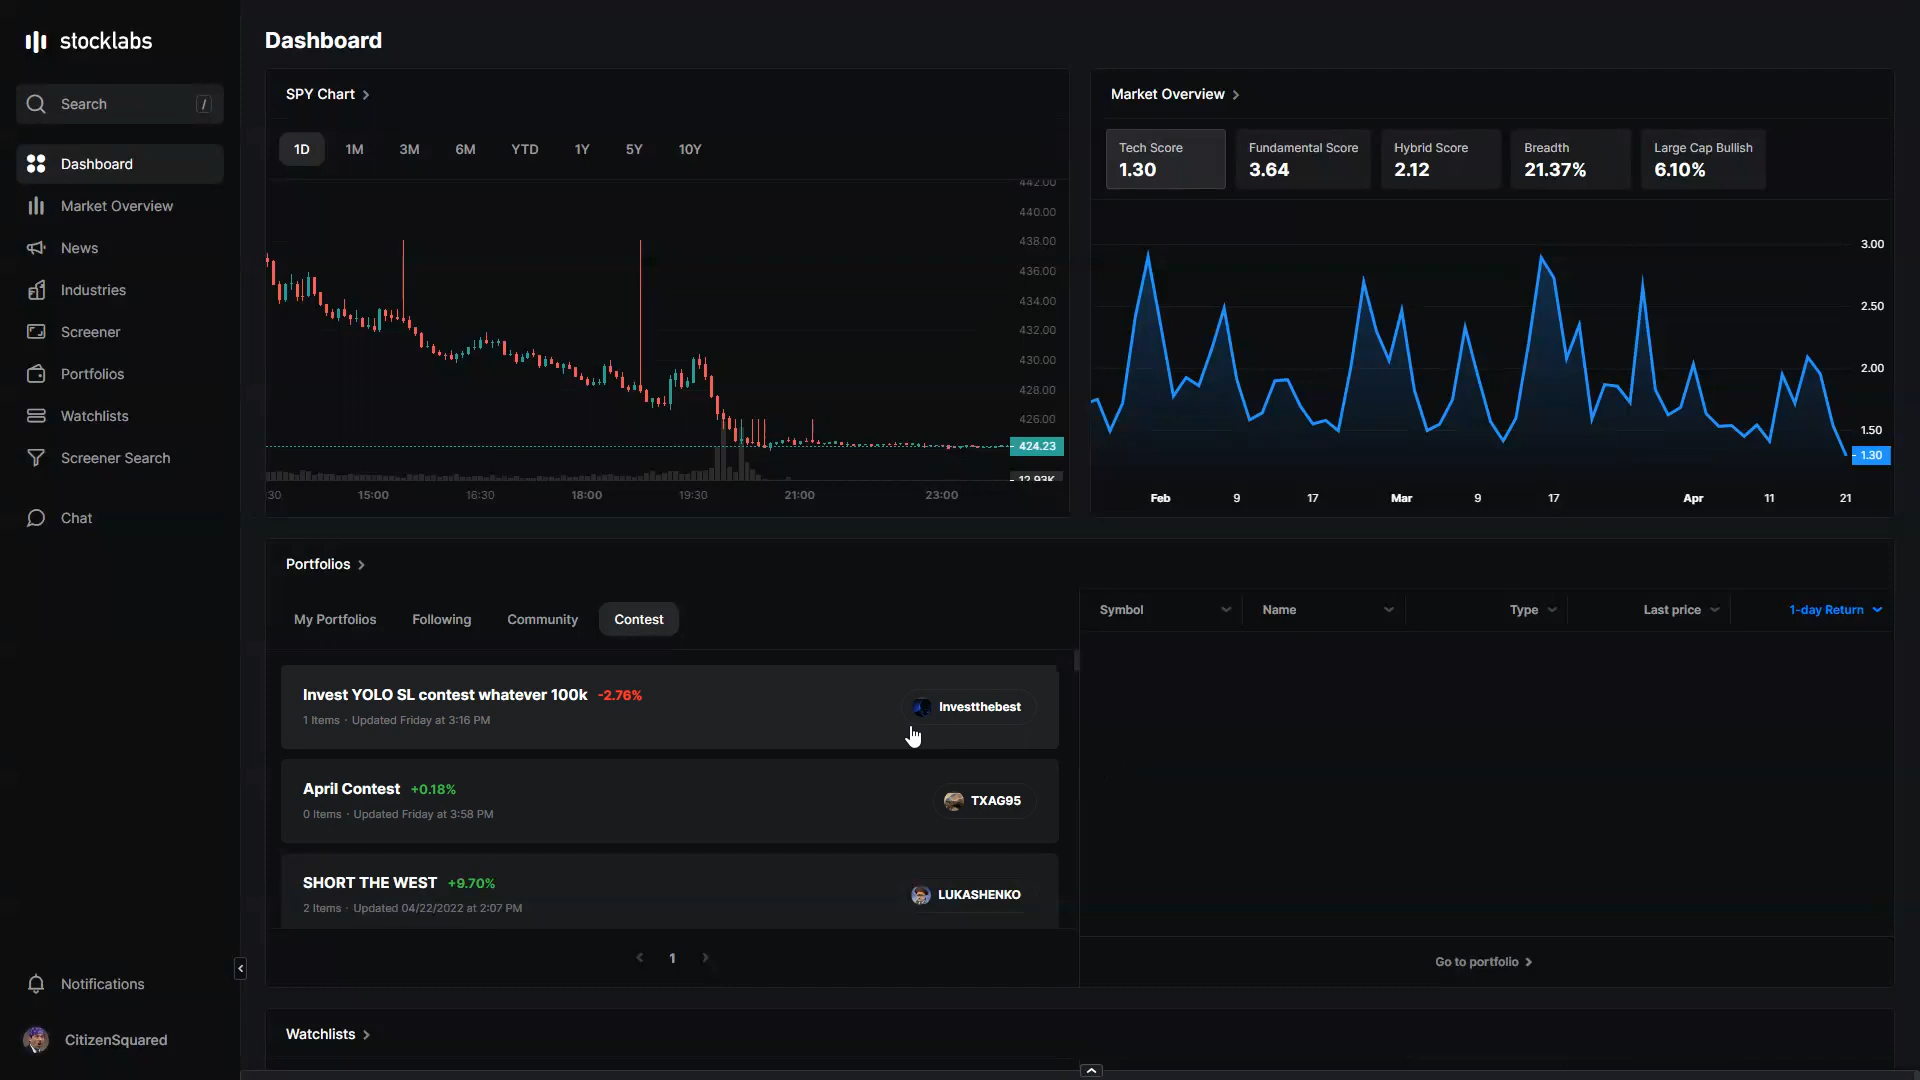 stocklabs
Search /
Dashboard
Market Overview
News
Industries
Screener
Portfolios
Watchlists
Screener Search
Chat
Notifications
CitizenSquared
Dashboard
SPY Chart
1D 1M 3M 6M YTD 1Y 5Y 10Y
442.00
440.00
438.00
436.00
434.00
432.00
430.00
428.00
426.00
424.23
12.93K
:30 15:00 16:30 18:00 19:30 21:00 23:00
Market Overview
Tech Score Fundamental Score Hybrid Score Breadth Large Cap Bullish
1.30 3.64 2.12 21.37% 6.10%
3.00
2.50
2.00
1.50
1.30
Feb 9 17 Mar 9 17 Apr 11 21
Portfolios
My Portfolios Following Community Contest
Invest YOLO SL contest whatever 100k -2.76%
1 Items · Updated Friday at 3:16 PM
Investthebest
April Contest +0.18%
0 Items · Updated Friday at 3:58 PM
TXAG95
SHORT THE WEST +9.70%
2 Items · Updated 04/22/2022 at 2:07 PM
LUKASHENKO
1
Symbol Name Type Last price 1-day Return
Go to portfolio
Watchlists